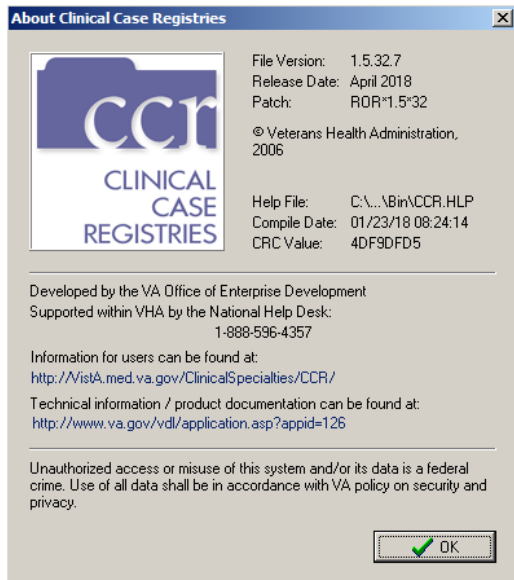 About Clinical Case Registries
ccr
CLINICAL
CASE
REGISTRIES
File Version: 1.5.32.7
Release Date: April 2018
Patch: ROR*1.5*32
© Veterans Health Administration,
2006
Help File: C:\...\Bin\CCR.HLP
Compile Date: 01/23/18 08:24:14
CRC Value: 4DF9DFD5
Developed by the VA Office of Enterprise Development
Supported within VHA by the National Help Desk:
1-888-596-4357
Information for users can be found at:
http://VistA.med.va.gov/ClinicalSpecialties/CCR/
Technical information / product documentation can be found at:
http://www.va.gov/vdl/application.asp?appid=126
Unauthorized access or misuse of this system and/or its data is a federal
crime. Use of all data shall be in accordance with VA policy on security and
privacy.
OK